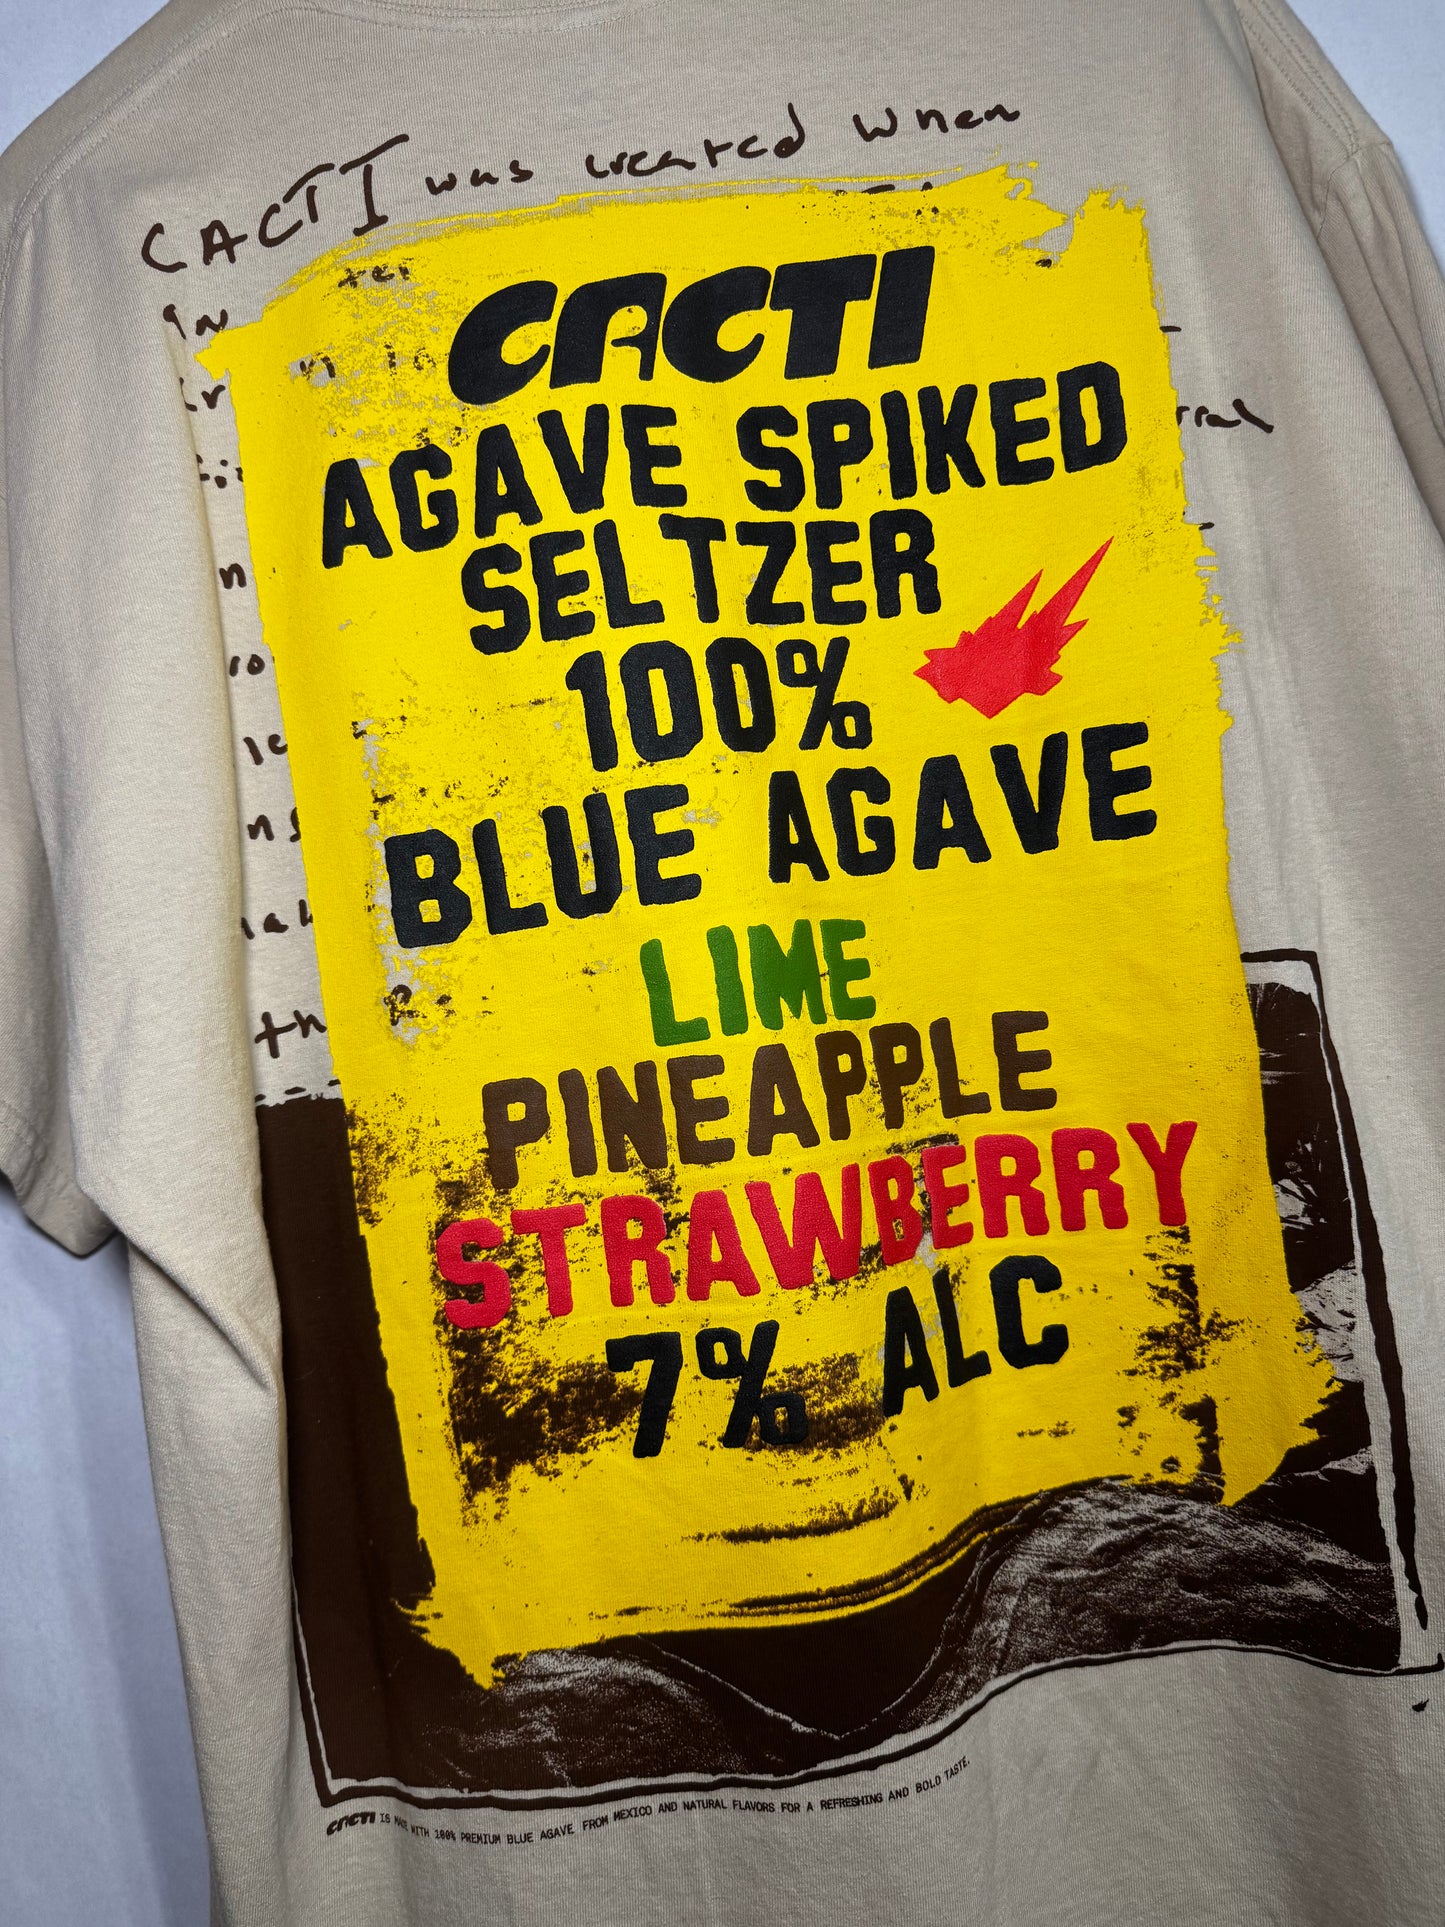 CACTI was created when
CACTI
AGAVE SPIKED
SELTZER
100%
BLUE AGAVE
LIME
PINEAPPLE
STRAWBERRY
7% ALC
CACTI IS MADE WITH 100% PREMIUM BLUE AGAVE FROM MEXICO AND NATURAL FLAVORS FOR A REFRESHING AND BOLD TASTE.